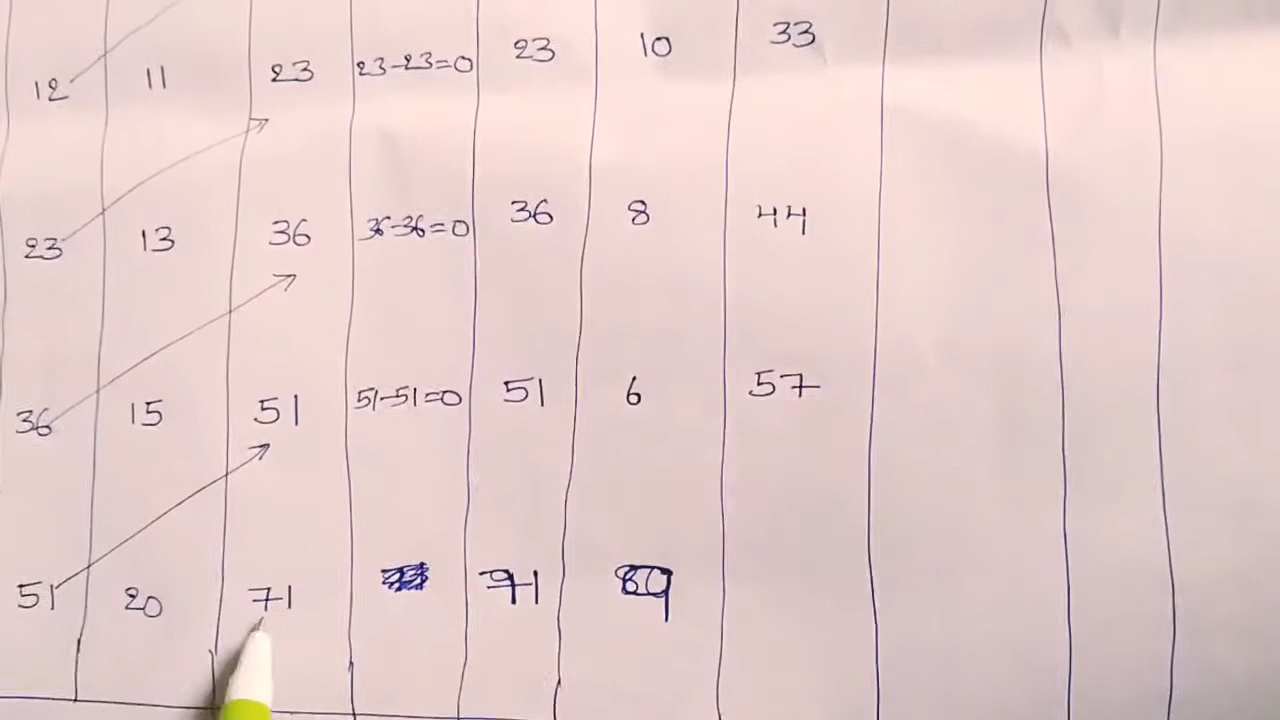 12 11 23 23-23=0 23 10 33
23 13 36 36-36=0 36 8 44
36 15 51 51-51=0 51 6 57
51 20 71 71